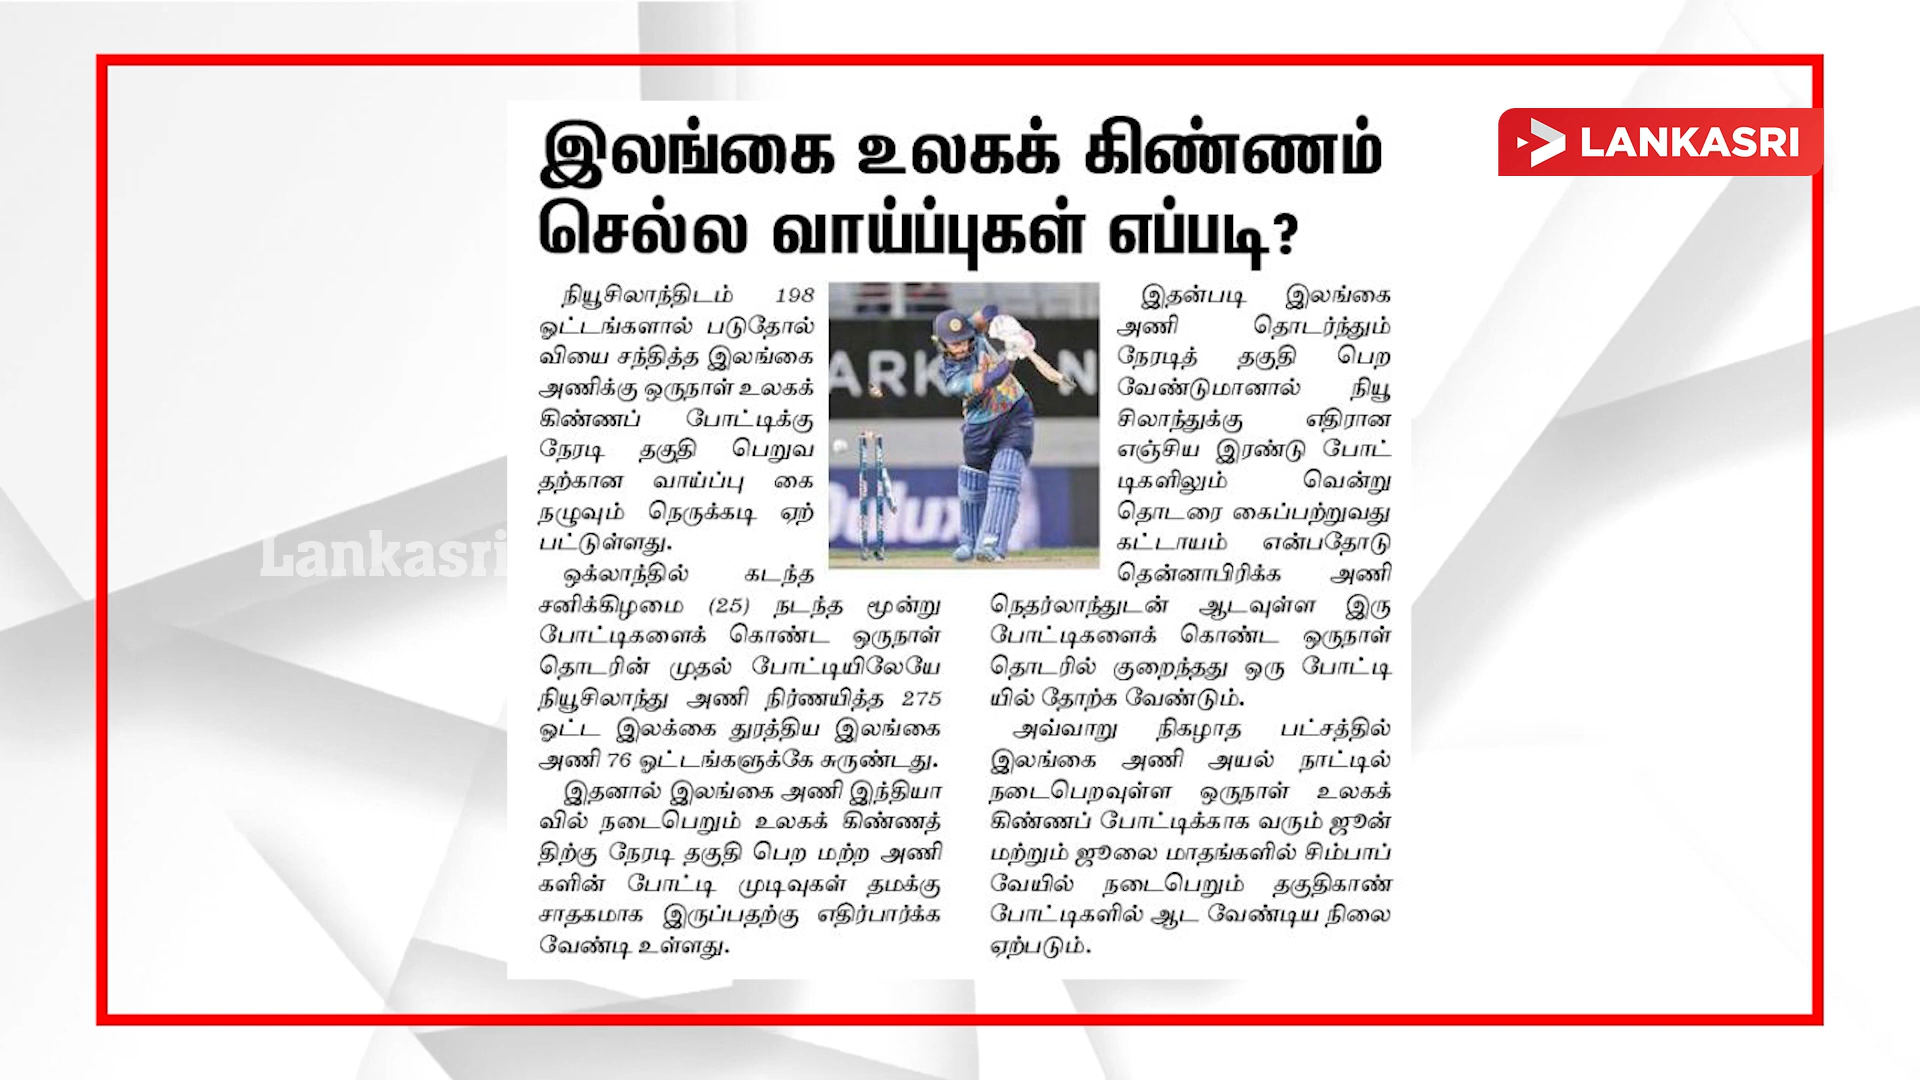 இலங்கை உலகக் கிண்ணம்
செல்ல வாய்ப்புகள் எப்படி?
LANKASRI
நியூசிலாந்திடம் 198
ஓட்டங்களால் படுதோல்
வியை சந்தித்த இலங்கை
அணிக்கு ஒருநாள் உலகக்
கிண்ணப் போட்டிக்கு
நேரடி தகுதி பெறுவ
தற்கான வாய்ப்பு கை
நழுவும் நெருக்கடி ஏற்
பட்டுள்ளது.
ஒக்லாந்தில் கடந்த
சனிக்கிழமை (25) நடந்த மூன்று
போட்டிகளைக் கொண்ட ஒருநாள்
தொடரின் முதல் போட்டியிலேயே
நியூசிலாந்து அணி நிர்ணயித்த 275
ஓட்ட இலக்கை துரத்திய இலங்கை
அணி 76 ஓட்டங்களுக்கே சுருண்டது.
இதனால் இலங்கை அணி இந்தியா
வில் நடைபெறும் உலகக் கிண்ணத்
திற்கு நேரடி தகுதி பெற மற்ற அணி
களின் போட்டி முடிவுகள் தமக்கு
சாதகமாக இருப்பதற்கு எதிர்பார்க்க
வேண்டி உள்ளது.
இதன்படி இலங்கை
அணி தொடர்ந்தும்
நேரடித் தகுதி பெற
வேண்டுமானால் நியூ
சிலாந்துக்கு எதிரான
எஞ்சிய இரண்டு போட்
டிகளிலும் வென்று
தொடரை கைப்பற்றுவது
கட்டாயம் என்பதோடு
தென்னாபிரிக்க அணி
நெதர்லாந்துடன் ஆடவுள்ள இரு
போட்டிகளைக் கொண்ட ஒருநாள்
தொடரில் குறைந்தது ஒரு போட்டி
யில் தோற்க வேண்டும்.
அவ்வாறு நிகழாத பட்சத்தில்
இலங்கை அணி அயல் நாட்டில்
நடைபெறவுள்ள ஒருநாள் உலகக்
கிண்ணப் போட்டிக்காக வரும் ஜூன்
மற்றும் ஜூலை மாதங்களில் சிம்பாப்
வேயில் நடைபெறும் தகுதிகாண்
போட்டிகளில் ஆட வேண்டிய நிலை
ஏற்படும்.
ARK N
Dulux
Lankasri